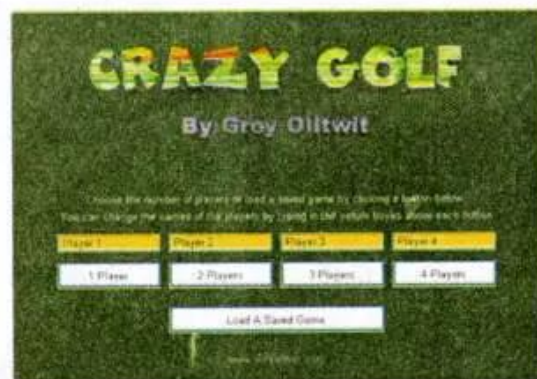 CRAZY GOLF
By Grey Olltwit
Choose the number of players or load a saved game by clicking a button below
You can change the names of the players by typing in the yellow boxes above each button
Player 1 Player 2 Player 3 Player 4
1 Player 2 Players 3 Players 4 Players
Load A Saved Game